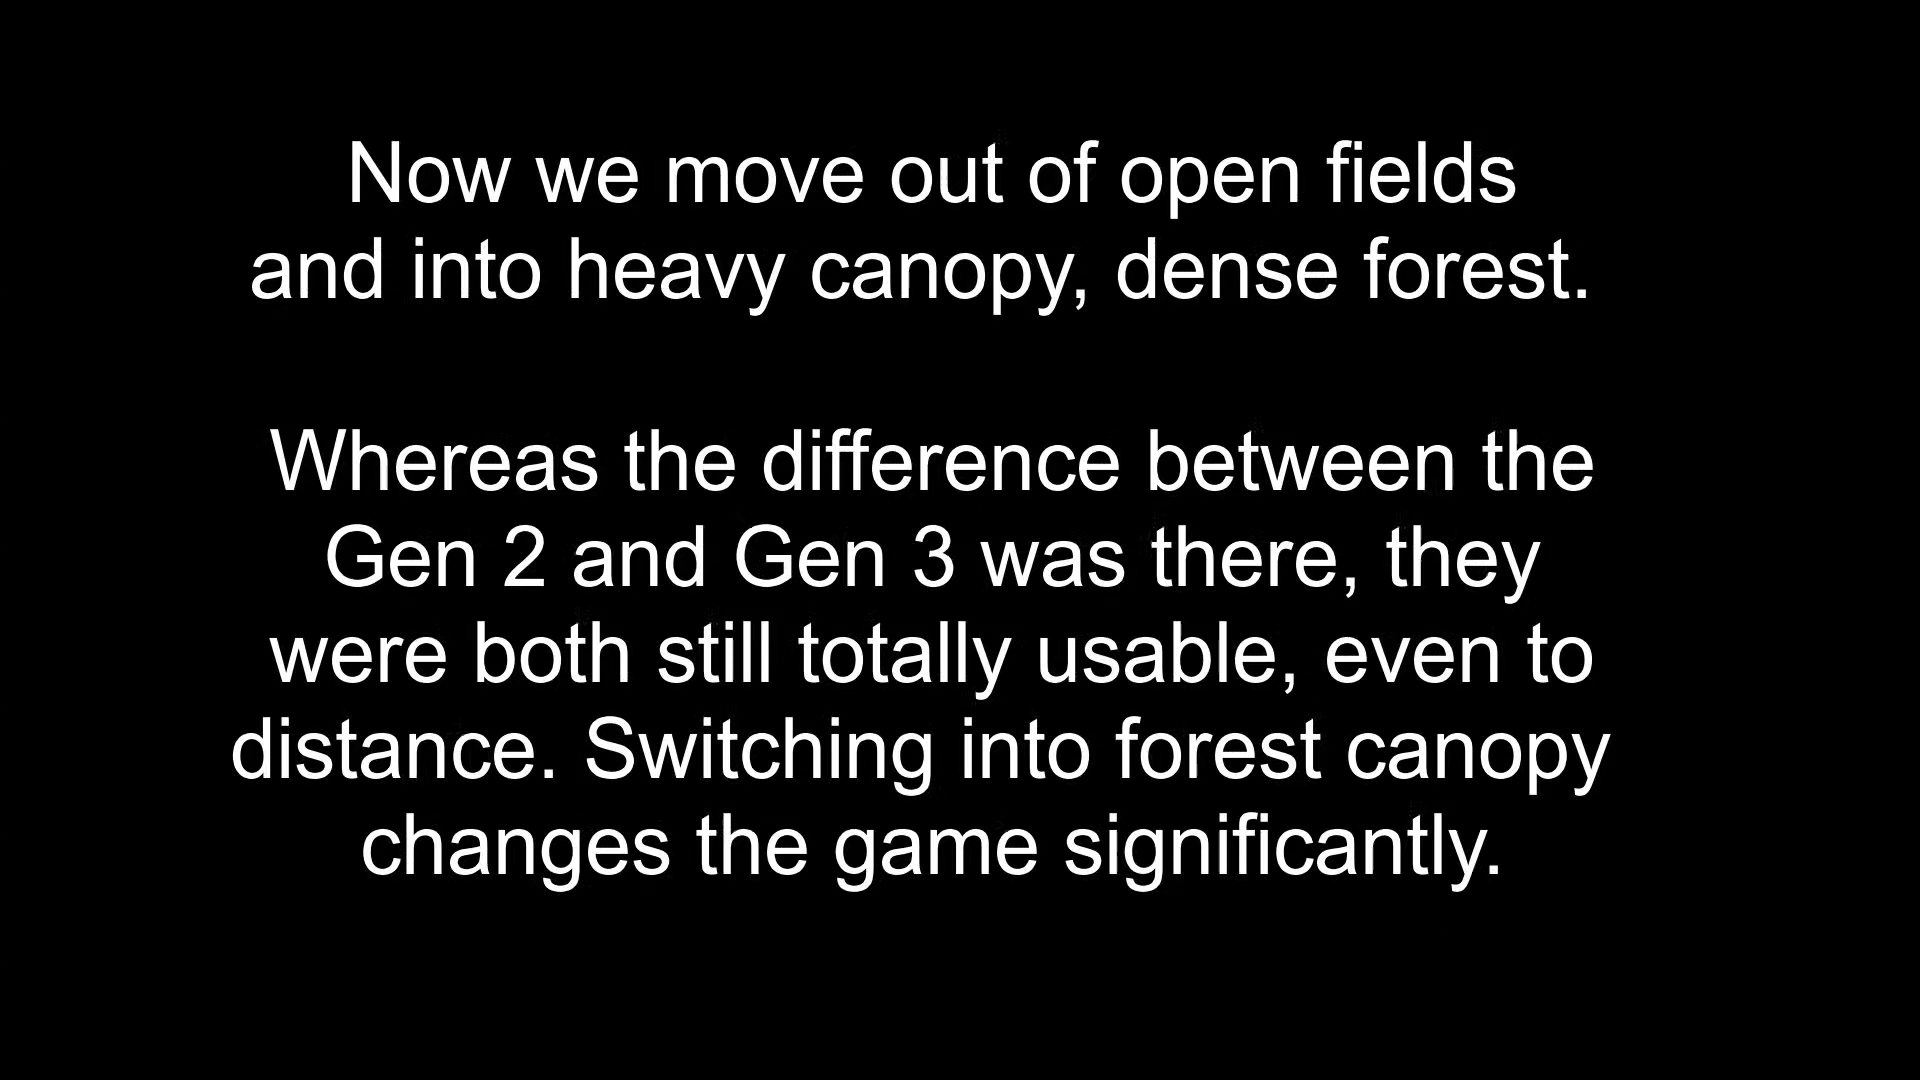 Now we move out of open fields
and into heavy canopy, dense forest.
Whereas the difference between the
Gen 2 and Gen 3 was there, they
were both still totally usable, even to
distance. Switching into forest canopy
changes the game significantly.